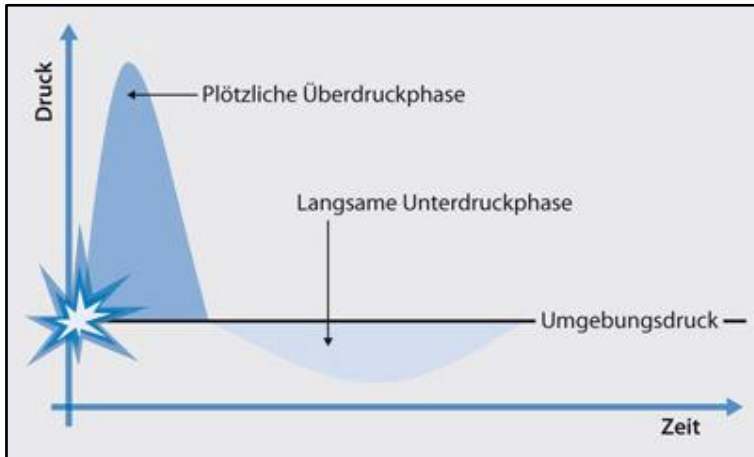 Druck
Plötzliche Überdruckphase
Langsame Unterdruckphase
Umgebungsdruck
Zeit